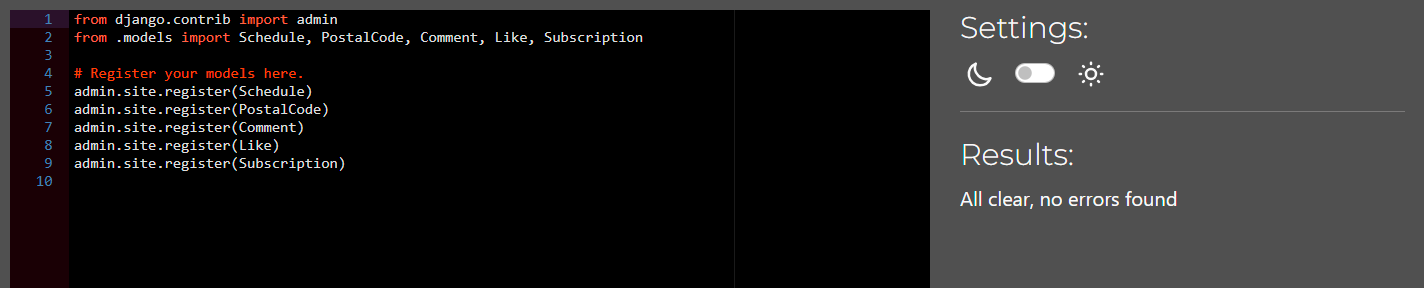 1 from django.contrib import admin
2 from .models import Schedule, PostalCode, Comment, Like, Subscription
3
4 # Register your models here.
5 admin.site.register(Schedule)
6 admin.site.register(PostalCode)
7 admin.site.register(Comment)
8 admin.site.register(Like)
9 admin.site.register(Subscription)
10
Settings:
Results:
All clear, no errors found